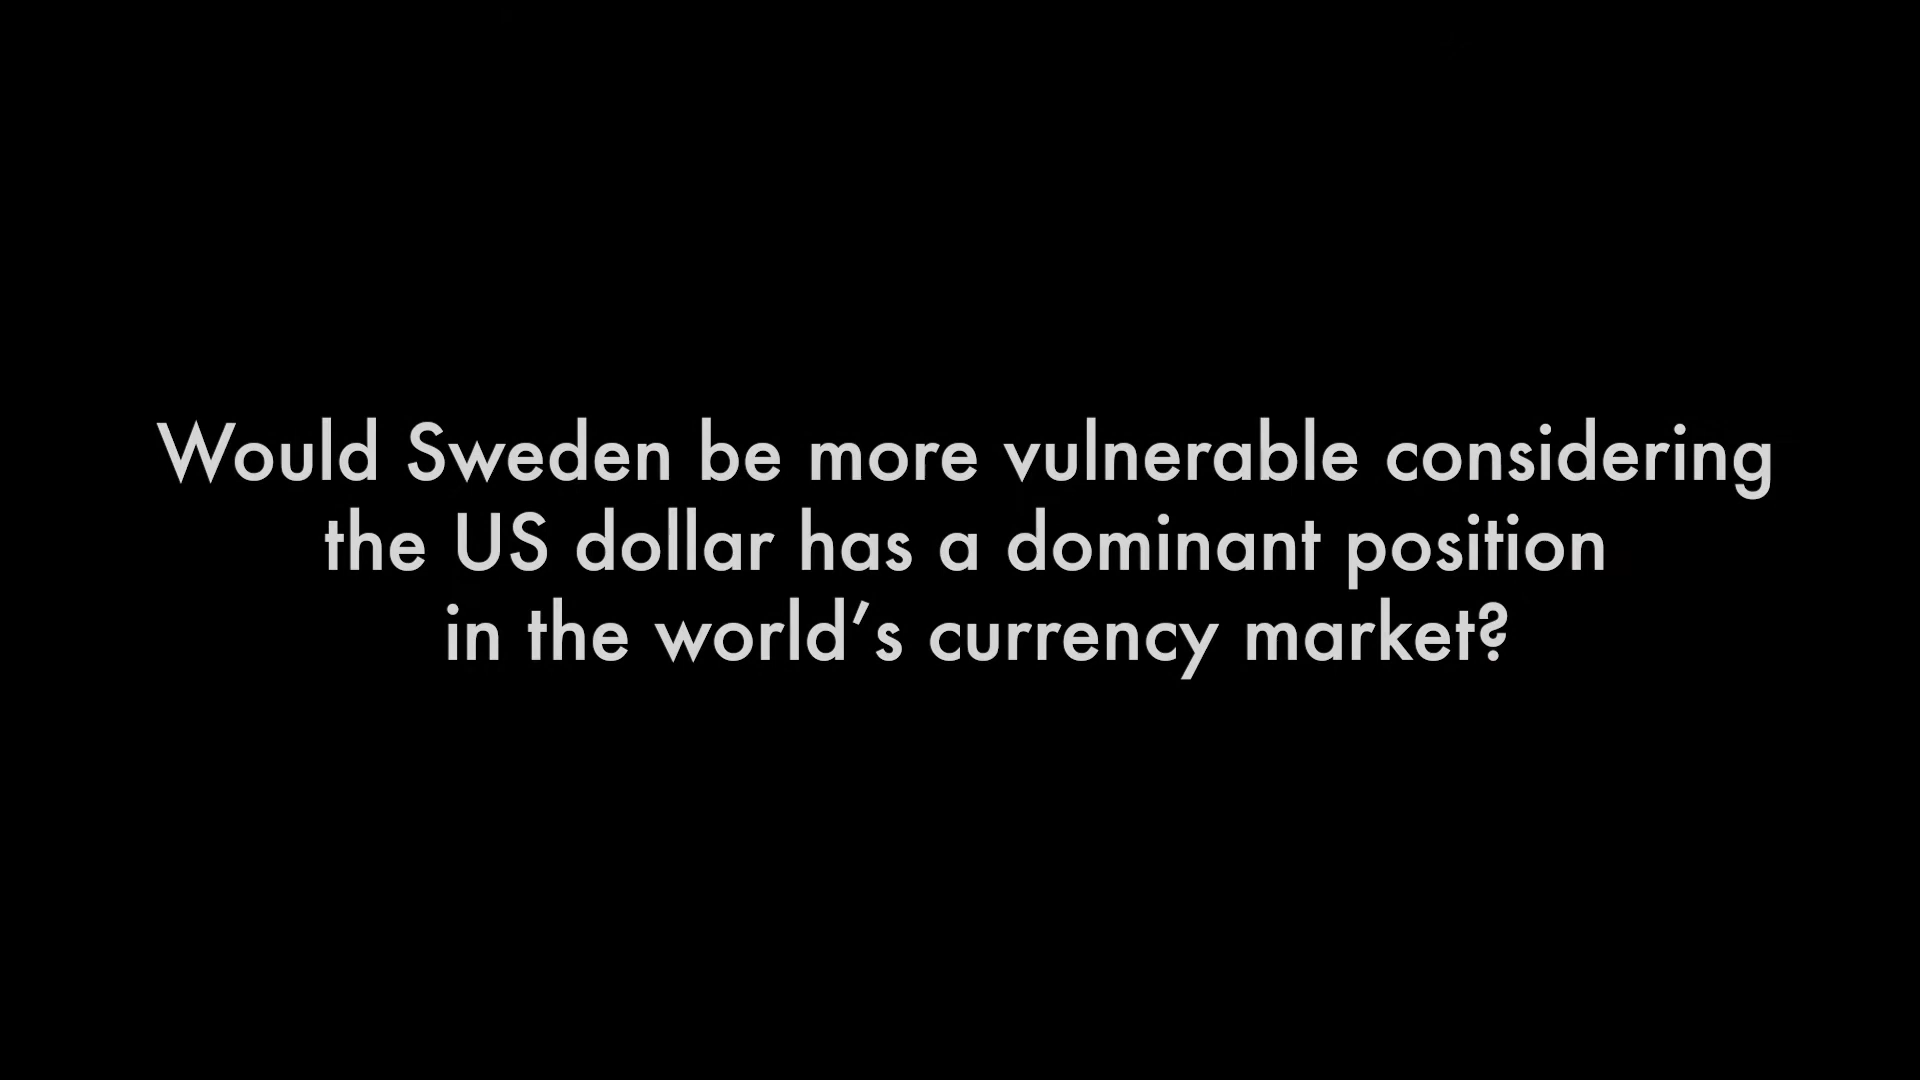 Would Sweden be more vulnerable considering
the US dollar has a dominant position
in the world’s currency market?